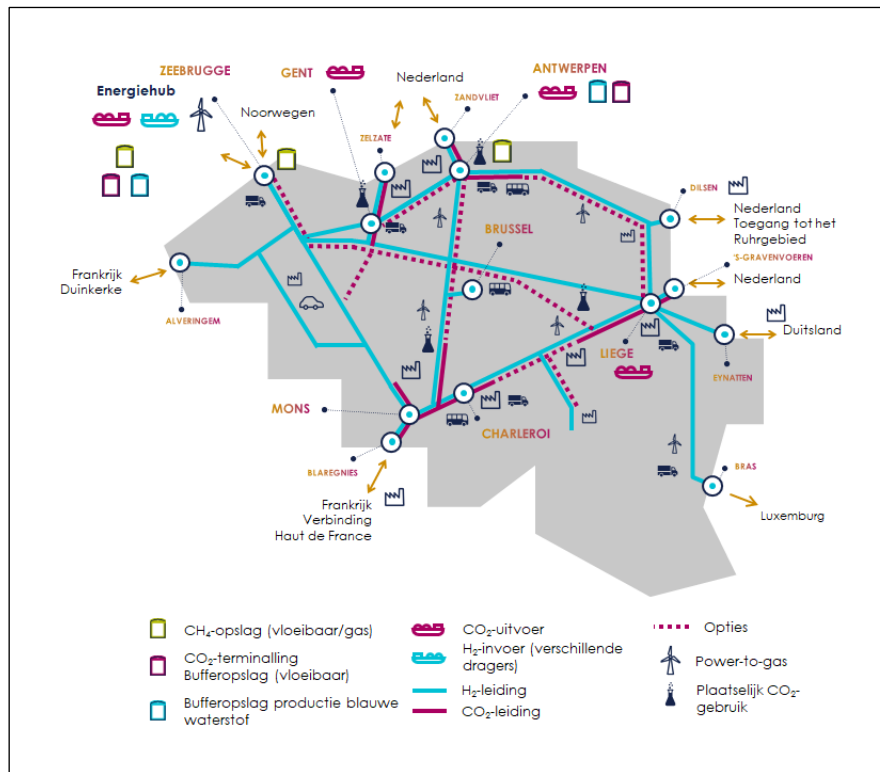 ZEEBRUGGE
GENT
Nederland
ANTWERPEN
Energiehub
Noorwegen
ZANDVLIET
ZELZATE
DILSEN
Nederland
Toegang tot het
Ruhrgebied
BRUSSEL
'S-GRAVENVOEREN
Nederland
Frankrijk
Duinkerke
ALVERINGEM
Duitsland
LIEGE
EYNATTEN
MONS
CHARLEROI
BLAREGNIES
BRAS
Frankrijk
Verbinding
Haut de France
Luxemburg
CH₄-opslag (vloeibaar/gas)
CO₂-terminalling
Bufferopslag (vloeibaar)
Bufferopslag productie blauwe
waterstof
CO₂-uitvoer
H₂-invoer (verschillende
dragers)
H₂-leiding
CO₂-leiding
Opties
Power-to-gas
Plaatselijk CO₂-
gebruik